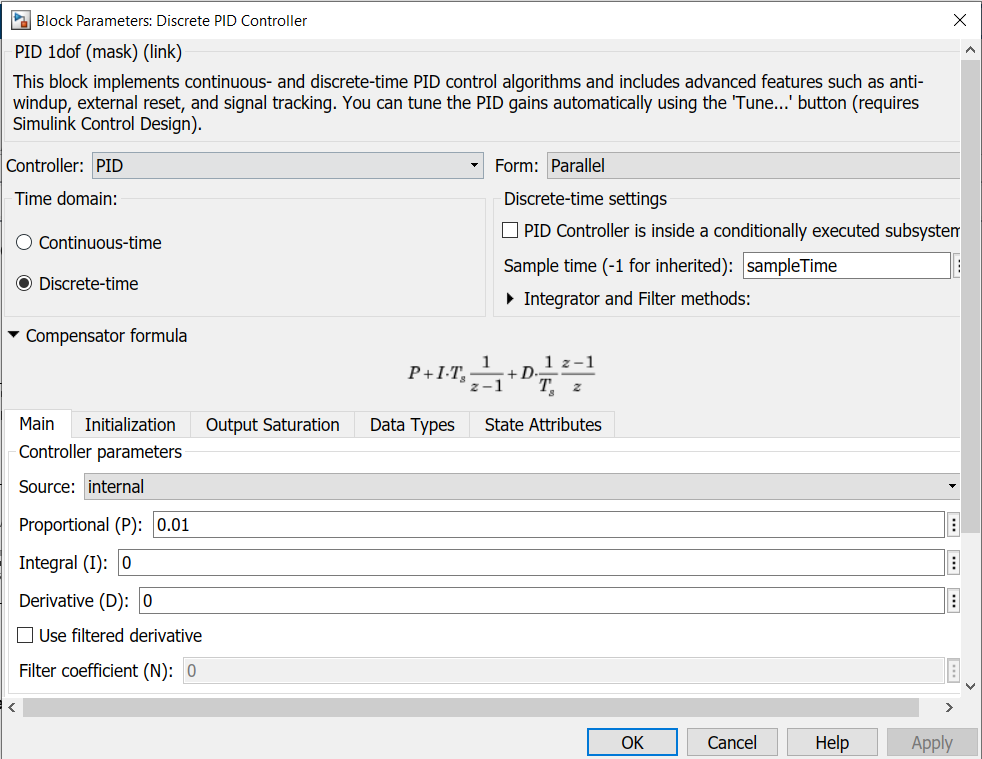 Block Parameters: Discrete PID Controller
PID 1dof (mask) (link)
This block implements continuous- and discrete-time PID control algorithms and includes advanced features such as anti-
windup, external reset, and signal tracking. You can tune the PID gains automatically using the 'Tune...' button (requires
Simulink Control Design).
Controller: PID Form: Parallel
Time domain:
Discrete-time settings
PID Controller is inside a conditionally executed subsystem
Continuous-time
Sample time (-1 for inherited): sampleTime
Discrete-time
Integrator and Filter methods:
Compensator formula
P + I·T_s 1/(z−1) + D· 1/T_s (z−1)/z
Main Initialization Output Saturation Data Types State Attributes
Controller parameters
Source: internal
Proportional (P): 0.01
Integral (I): 0
Derivative (D): 0
Use filtered derivative
Filter coefficient (N): 0
OK Cancel Help Apply